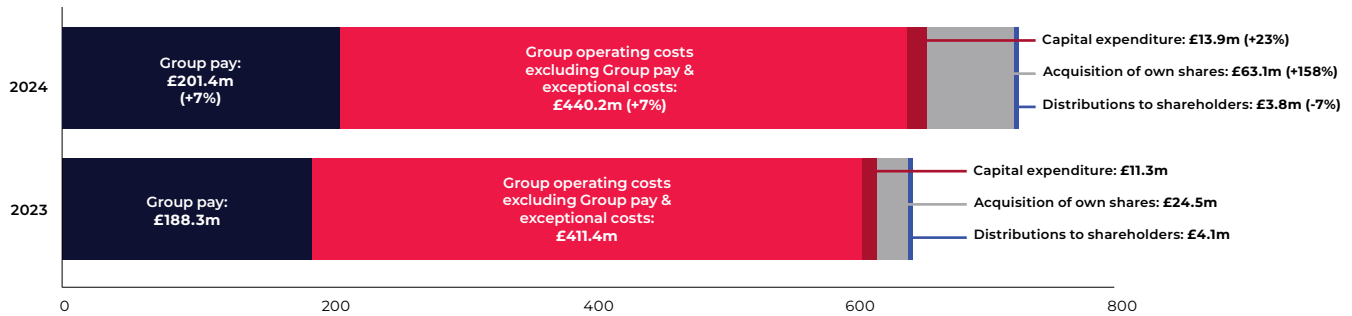 2024
Group pay:
£201.4m
(+7%)
Group operating costs
excluding Group pay &
exceptional costs:
£440.2m (+7%)
Capital expenditure: £13.9m (+23%)
Acquisition of own shares: £63.1m (+158%)
Distributions to shareholders: £3.8m (-7%)
2023
Group pay:
£188.3m
Group operating costs
excluding Group pay &
exceptional costs:
£411.4m
Capital expenditure: £11.3m
Acquisition of own shares: £24.5m
Distributions to shareholders: £4.1m
0 200 400 600 800